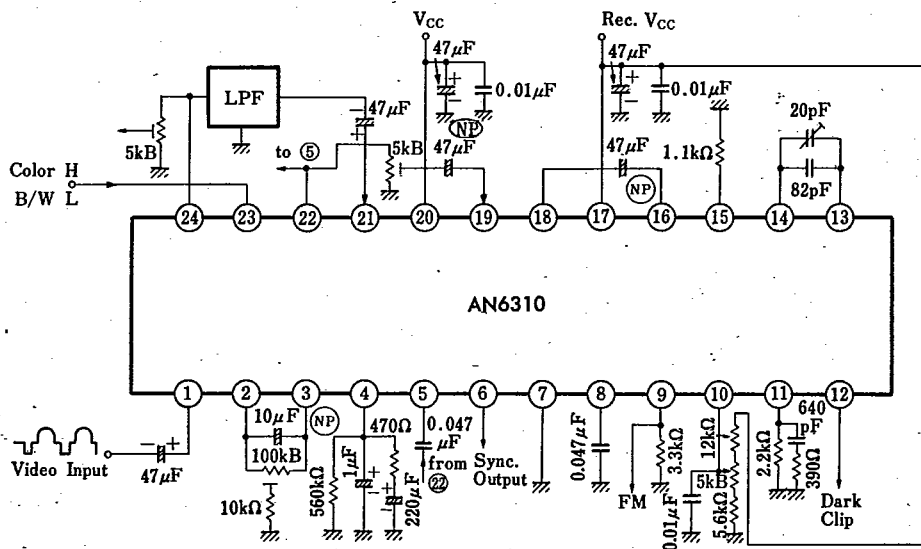 VCC
Rec. VCC
47μF
47μF
LPF
47μF
0.01μF
0.01μF
20pF
NP
5kB
to ⑤
5kB
47μF
47μF
1.1kΩ
82pF
Color H
B/W L
NP
24 23 22 21 20 19 18 17 16 15 14 13
AN6310
1 2 3 4 5 6 7 8 9 10 11 12
10μF
NP
470Ω
0.047
μF
640
pF
100kB
560kΩ
1μF
from
㉒
Sync.
Output
0.047μF
3.3kΩ
12kΩ
2.2kΩ
390Ω
Video Input
47μF
10kΩ
220μF
FM
0.01μF
5kB
5.6kΩ
Dark
Clip
+
−
+
−
−
+
−
+
+
−
+
−